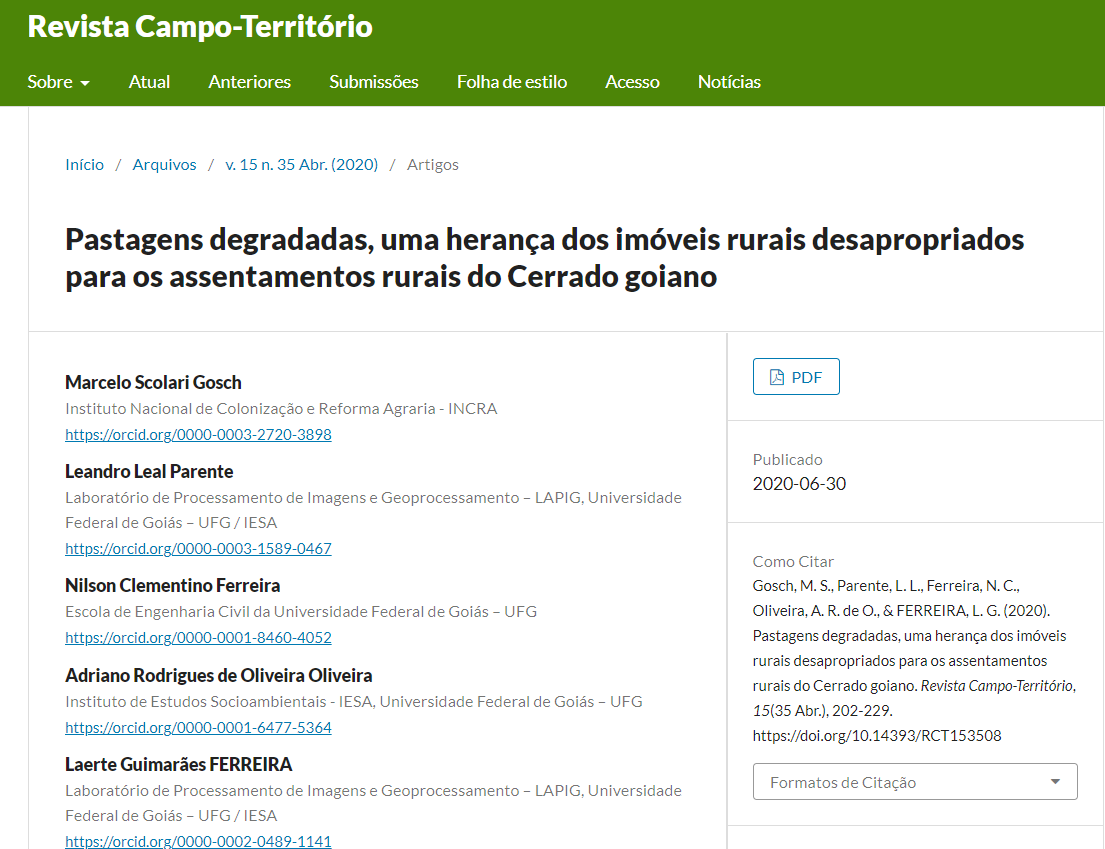 Revista Campo-Território
Sobre Atual Anteriores Submissões Folha de estilo Acesso Notícias
Início / Arquivos / v. 15 n. 35 Abr. (2020) / Artigos
Pastagens degradadas, uma herança dos imóveis rurais desapropriados
para os assentamentos rurais do Cerrado goiano
Marcelo Scolari Gosch
Instituto Nacional de Colonização e Reforma Agraria - INCRA
https://orcid.org/0000-0003-2720-3898
Leandro Leal Parente
Laboratório de Processamento de Imagens e Geoprocessamento – LAPIG, Universidade
Federal de Goiás – UFG / IESA
https://orcid.org/0000-0003-1589-0467
Nilson Clementino Ferreira
Escola de Engenharia Civil da Universidade Federal de Goiás – UFG
https://orcid.org/0000-0001-8460-4052
Adriano Rodrigues de Oliveira Oliveira
Instituto de Estudos Socioambientais - IESA, Universidade Federal de Goiás – UFG
https://orcid.org/0000-0001-6477-5364
Laerte Guimarães FERREIRA
Laboratório de Processamento de Imagens e Geoprocessamento – LAPIG, Universidade
Federal de Goiás – UFG / IESA
https://orcid.org/0000-0002-0489-1141
PDF
Publicado
2020-06-30
Como Citar
Gosch, M. S., Parente, L. L., Ferreira, N. C.,
Oliveira, A. R. de O., & FERREIRA, L. G. (2020).
Pastagens degradadas, uma herança dos imóveis
rurais desapropriados para os assentamentos
rurais do Cerrado goiano. Revista Campo-Território,
15(35 Abr.), 202-229.
https://doi.org/10.14393/RCT153508
Formatos de Citação